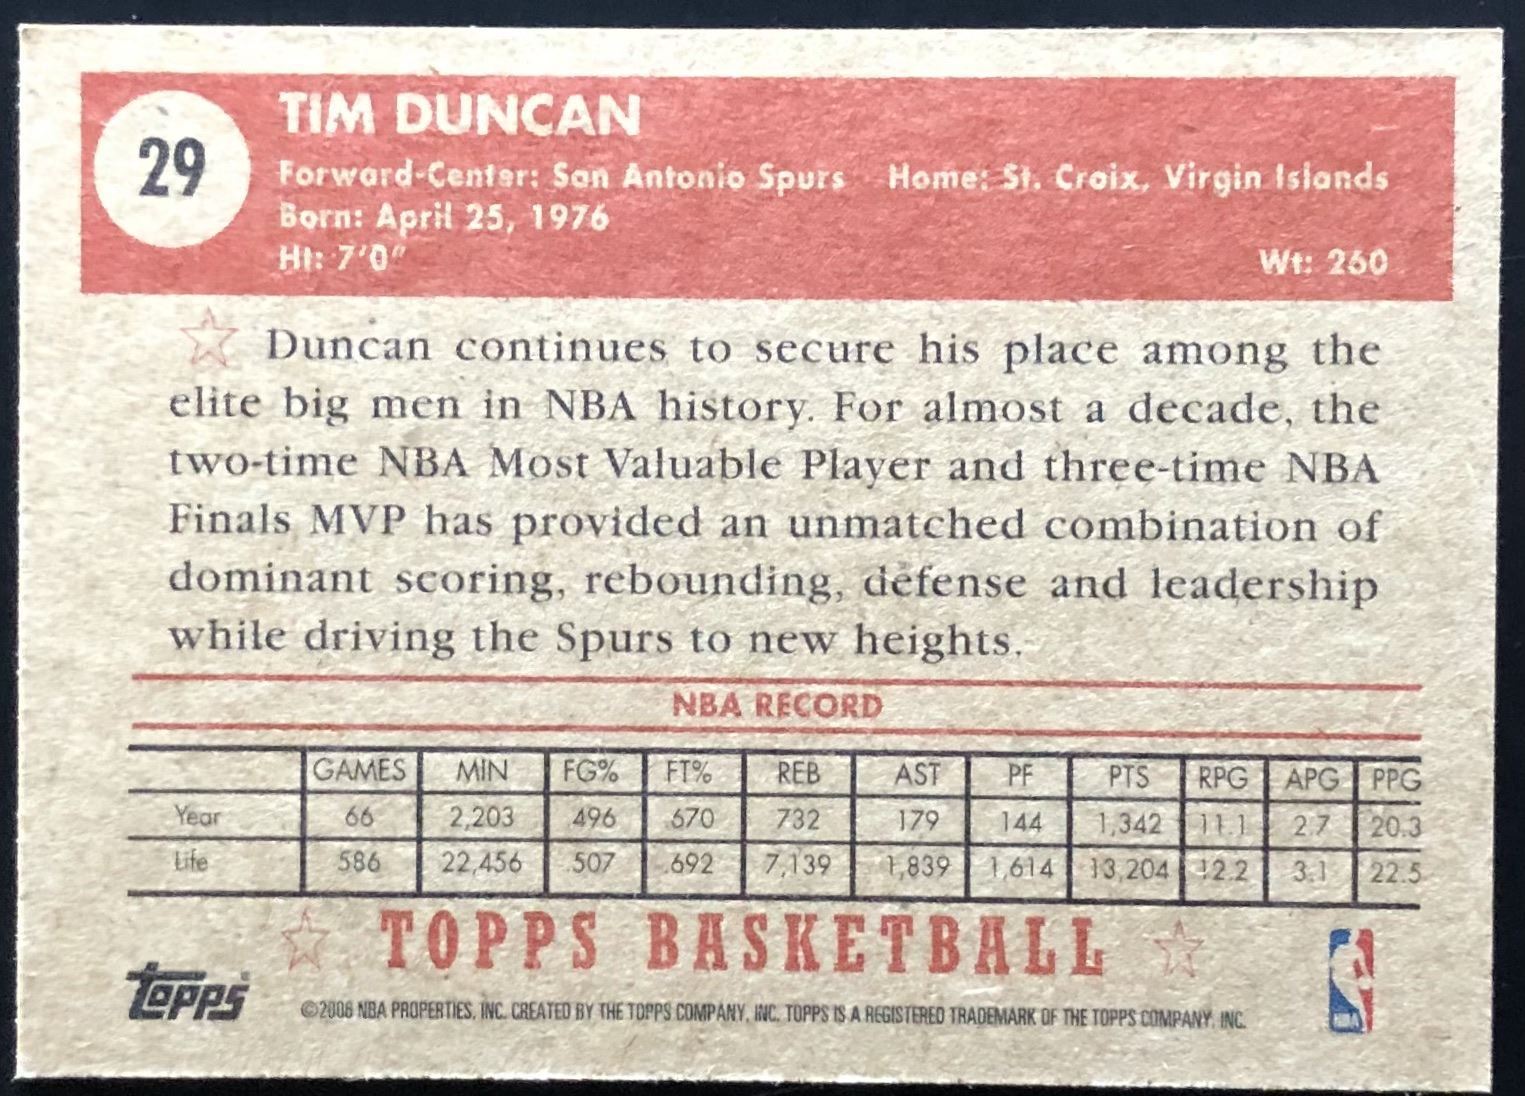 29
TIM DUNCAN
Forward-Center: San Antonio Spurs Home: St. Croix, Virgin Islands
Born: April 25, 1976
Ht: 7'0" Wt: 260
Duncan continues to secure his place among the
elite big men in NBA history. For almost a decade, the
two-time NBA Most Valuable Player and three-time NBA
Finals MVP has provided an unmatched combination of
dominant scoring, rebounding, defense and leadership
while driving the Spurs to new heights.
NBA RECORD
GAMES MIN FG% FT% REB AST PF PTS RPG APG PPG
Year 66 2,203 .496 .670 732 179 144 1,342 11.1 2.7 20.3
Life 586 22,456 .507 .692 7,139 1,839 1,614 13,204 12.2 3.1 22.5
TOPPS BASKETBALL
topps
©2006 NBA PROPERTIES, INC. CREATED BY THE TOPPS COMPANY, INC. TOPPS IS A REGISTERED TRADEMARK OF THE TOPPS COMPANY, INC.
NBA